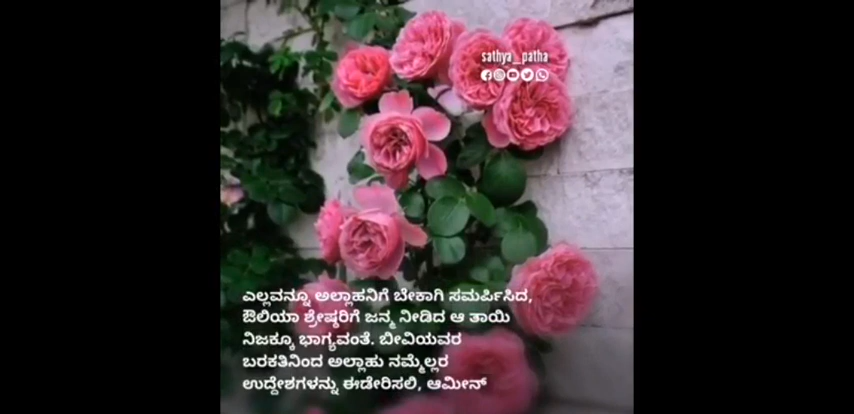 sathya_patha
ಎಲ್ಲವನ್ನೂ ಅಲ್ಲಾಹನಿಗೆ ಬೇಕಾಗಿ ಸಮರ್ಪಿಸಿದ,
ಔಲಿಯಾ ಶ್ರೇಷ್ಠರಿಗೆ ಜನ್ಮ ನೀಡಿದ ಆ ತಾಯಿ
ನಿಜಕ್ಕೂ ಭಾಗ್ಯವಂತೆ. ಬೀವಿಯವರ
ಬರಕತಿನಿಂದ ಅಲ್ಲಾಹು ನಮ್ಮೆಲ್ಲರ
ಉದ್ದೇಶಗಳನ್ನು ಈಡೇರಿಸಲಿ, ಆಮೀನ್